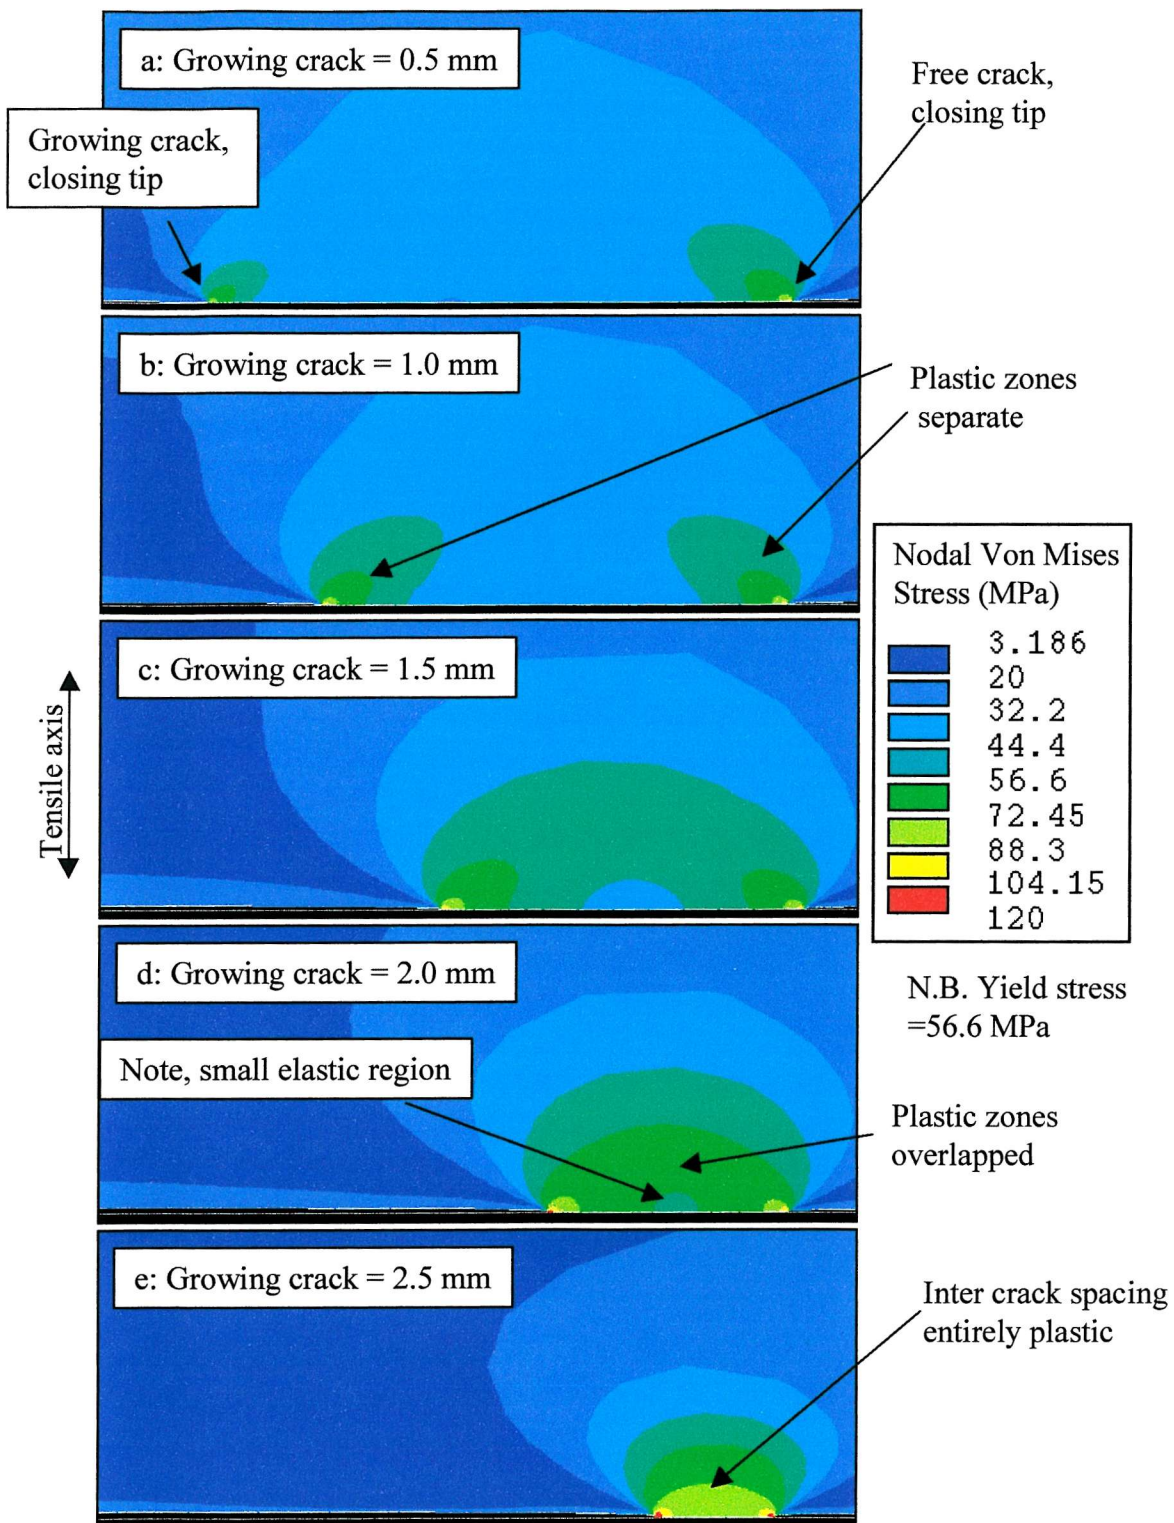 a: Growing crack = 0.5 mm
Free crack,
closing tip
Growing crack,
closing tip
b: Growing crack = 1.0 mm
Plastic zones
separate
Nodal Von Mises
Stress (MPa)
3.186
20
32.2
44.4
56.6
72.45
88.3
104.15
120
c: Growing crack = 1.5 mm
Tensile axis
d: Growing crack = 2.0 mm
N.B. Yield stress
=56.6 MPa
Note, small elastic region
Plastic zones
overlapped
e: Growing crack = 2.5 mm
Inter crack spacing
entirely plastic